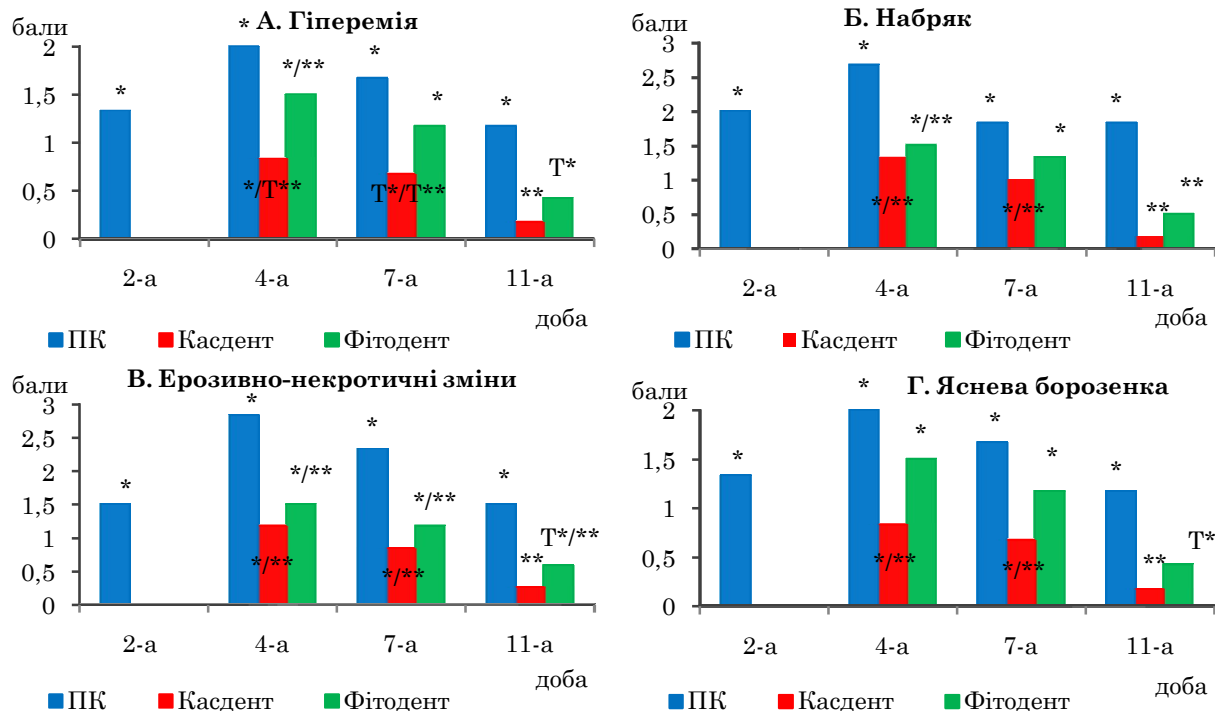 бали
А. Гіперемія
2
1,5
1
0,5
0
*
*
*/**
*/Т**
*
*
Т*/Т**
*
**
Т*
2-а 4-а 7-а 11-а
доба
ПК Касдент Фітодент
бали
Б. Набряк
3
2,5
2
1,5
1
0,5
0
*
*
*/**
*/**
*
*
*/**
*
**
**
2-а 4-а 7-а 11-а
доба
ПК Касдент Фітодент
бали
В. Ерозивно-некротичні зміни
3
2,5
2
1,5
1
0,5
0
*
*
*/**
*/**
*
*/**
*/**
*
**
Т*/**
2-а 4-а 7-а 11-а
доба
ПК Касдент Фітодент
бали
Г. Яснева борозенка
2
1,5
1
0,5
0
*
*
*
*/**
*
*
*/**
*
**
Т*
2-а 4-а 7-а 11-а
доба
ПК Касдент Фітодент